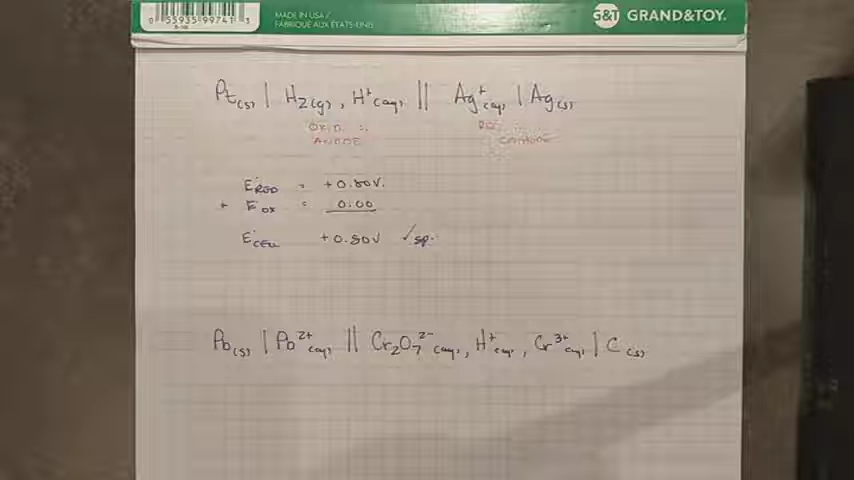 0 55935 99741 3
MADE IN USA /
FABRIQUÉ AUX ÉTATS-UNIS
G&T GRAND&TOY.
Pt(s) | H2(g), H⁺(aq) || Ag⁺(aq) | Ag(s)
OXID. RED.
ANODE CATHODE
E°RED = +0.80V.
+ E°OX = 0.00
E°CELL +0.80V ✓ sp.
Pb(s) | Pb²⁺(aq) || Cr₂O₇²⁻(aq), H⁺(aq), Cr³⁺(aq) | C(s)